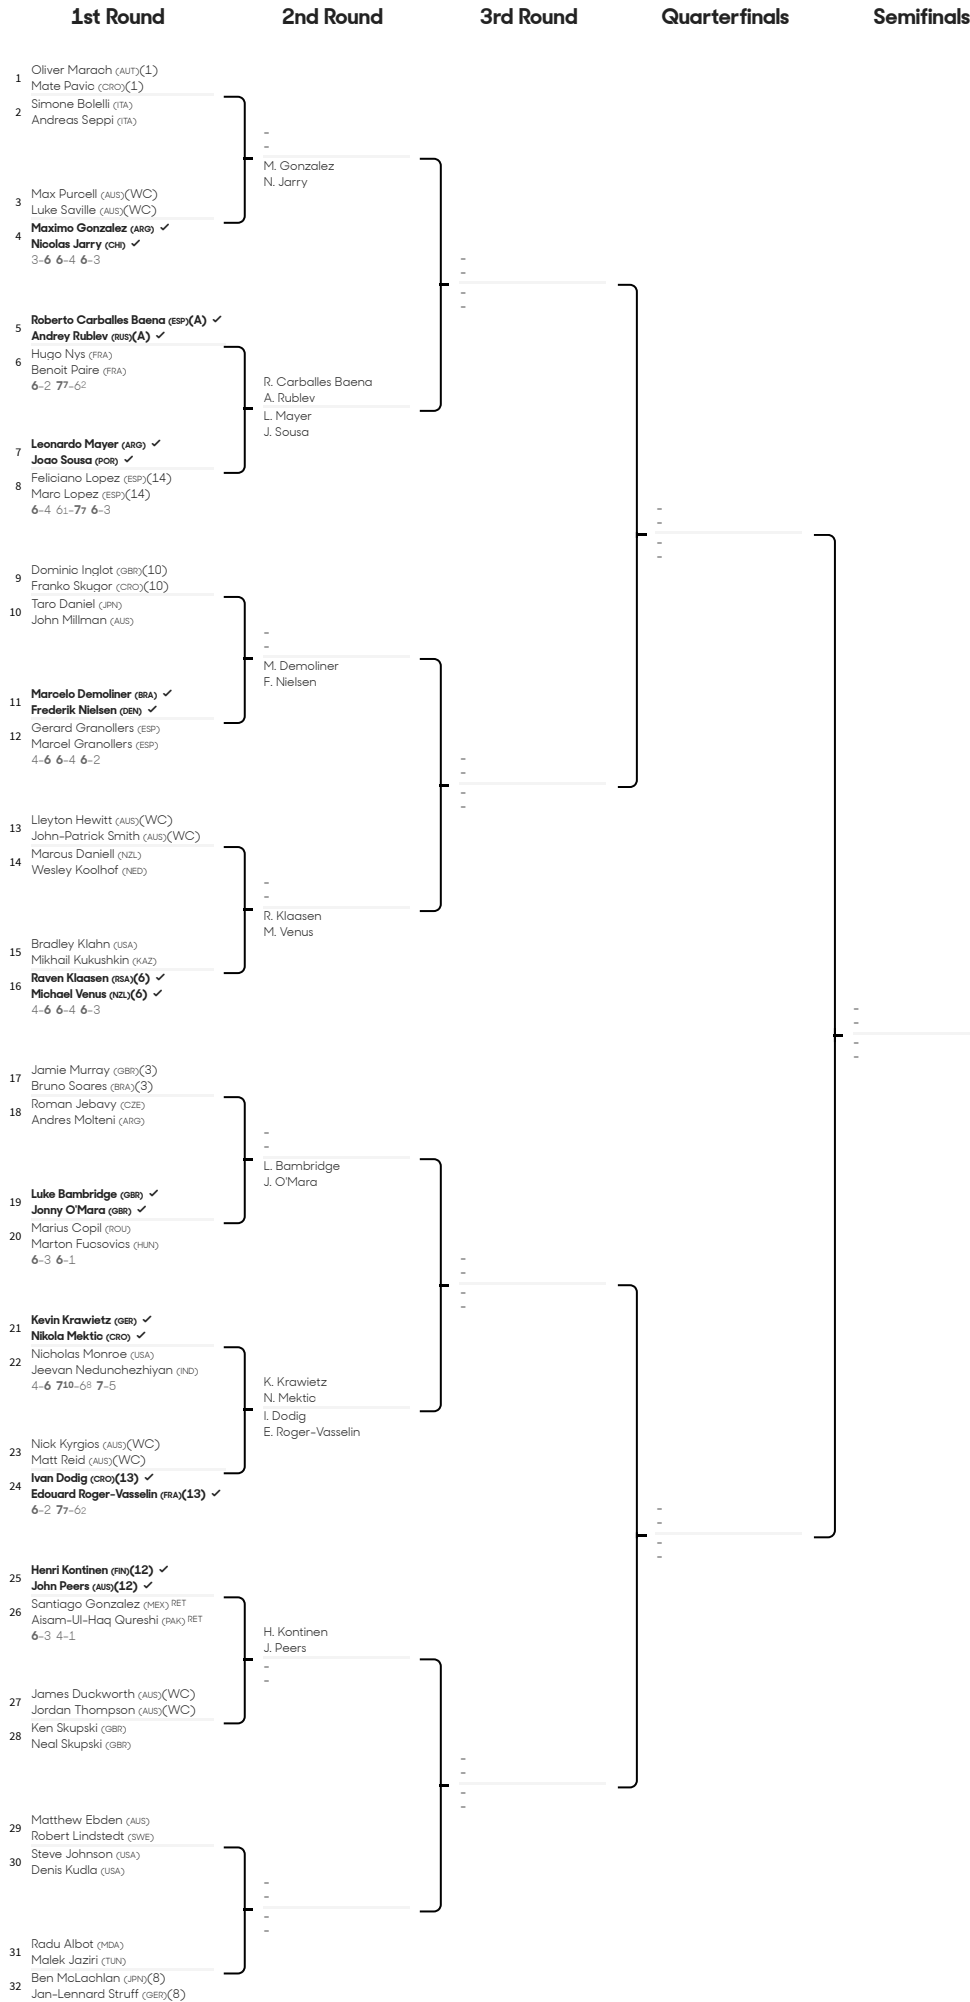 1st Round
2nd Round
3rd Round
Quarterfinals
Semifinals
1
Oliver Marach (AUT)(1)
Mate Pavic (CRO)(1)
2
Simone Bolelli (ITA)
Andreas Seppi (ITA)
-
-
M. Gonzalez
N. Jarry
3
Max Purcell (AUS)(WC)
Luke Saville (AUS)(WC)
4
Maximo Gonzalez (ARG) ✓
Nicolas Jarry (CHI) ✓
3-6 6-4 6-3
-
-
-
-
5
Roberto Carballes Baena (ESP)(A) ✓
Andrey Rublev (RUS)(A) ✓
6
Hugo Nys (FRA)
Benoit Paire (FRA)
6-2 77-62
R. Carballes Baena
A. Rublev
L. Mayer
J. Sousa
7
Leonardo Mayer (ARG) ✓
Joao Sousa (POR) ✓
8
Feliciano Lopez (ESP)(14)
Marc Lopez (ESP)(14)
6-4 61-77 6-3
-
-
-
-
9
Dominic Inglot (GBR)(10)
Franko Skugor (CRO)(10)
10
Taro Daniel (JPN)
John Millman (AUS)
-
-
M. Demoliner
F. Nielsen
11
Marcelo Demoliner (BRA) ✓
Frederik Nielsen (DEN) ✓
12
Gerard Granollers (ESP)
Marcel Granollers (ESP)
4-6 6-4 6-2
-
-
-
-
13
Lleyton Hewitt (AUS)(WC)
John-Patrick Smith (AUS)(WC)
14
Marcus Daniell (NZL)
Wesley Koolhof (NED)
-
-
R. Klaasen
M. Venus
15
Bradley Klahn (USA)
Mikhail Kukushkin (KAZ)
16
Raven Klaasen (RSA)(6) ✓
Michael Venus (NZL)(6) ✓
4-6 6-4 6-3
-
-
-
-
17
Jamie Murray (GBR)(3)
Bruno Soares (BRA)(3)
18
Roman Jebavy (CZE)
Andres Molteni (ARG)
-
-
L. Bambridge
J. O'Mara
19
Luke Bambridge (GBR) ✓
Jonny O'Mara (GBR) ✓
20
Marius Copil (ROU)
Marton Fucsovics (HUN)
6-3 6-1
-
-
-
-
21
Kevin Krawietz (GER) ✓
Nikola Mektic (CRO) ✓
22
Nicholas Monroe (USA)
Jeevan Nedunchezhiyan (IND)
4-6 710-68 7-5
K. Krawietz
N. Mektic
I. Dodig
E. Roger-Vasselin
23
Nick Kyrgios (AUS)(WC)
Matt Reid (AUS)(WC)
24
Ivan Dodig (CRO)(13) ✓
Edouard Roger-Vasselin (FRA)(13) ✓
6-2 77-62
-
-
-
-
25
Henri Kontinen (FIN)(12) ✓
John Peers (AUS)(12) ✓
26
Santiago Gonzalez (MEX) RET
Aisam-Ul-Haq Qureshi (PAK) RET
6-3 4-1
H. Kontinen
J. Peers
-
-
27
James Duckworth (AUS)(WC)
Jordan Thompson (AUS)(WC)
28
Ken Skupski (GBR)
Neal Skupski (GBR)
-
-
-
-
29
Matthew Ebden (AUS)
Robert Lindstedt (SWE)
30
Steve Johnson (USA)
Denis Kudla (USA)
-
-
-
-
31
Radu Albot (MDA)
Malek Jaziri (TUN)
32
Ben McLachlan (JPN)(8)
Jan-Lennard Struff (GER)(8)